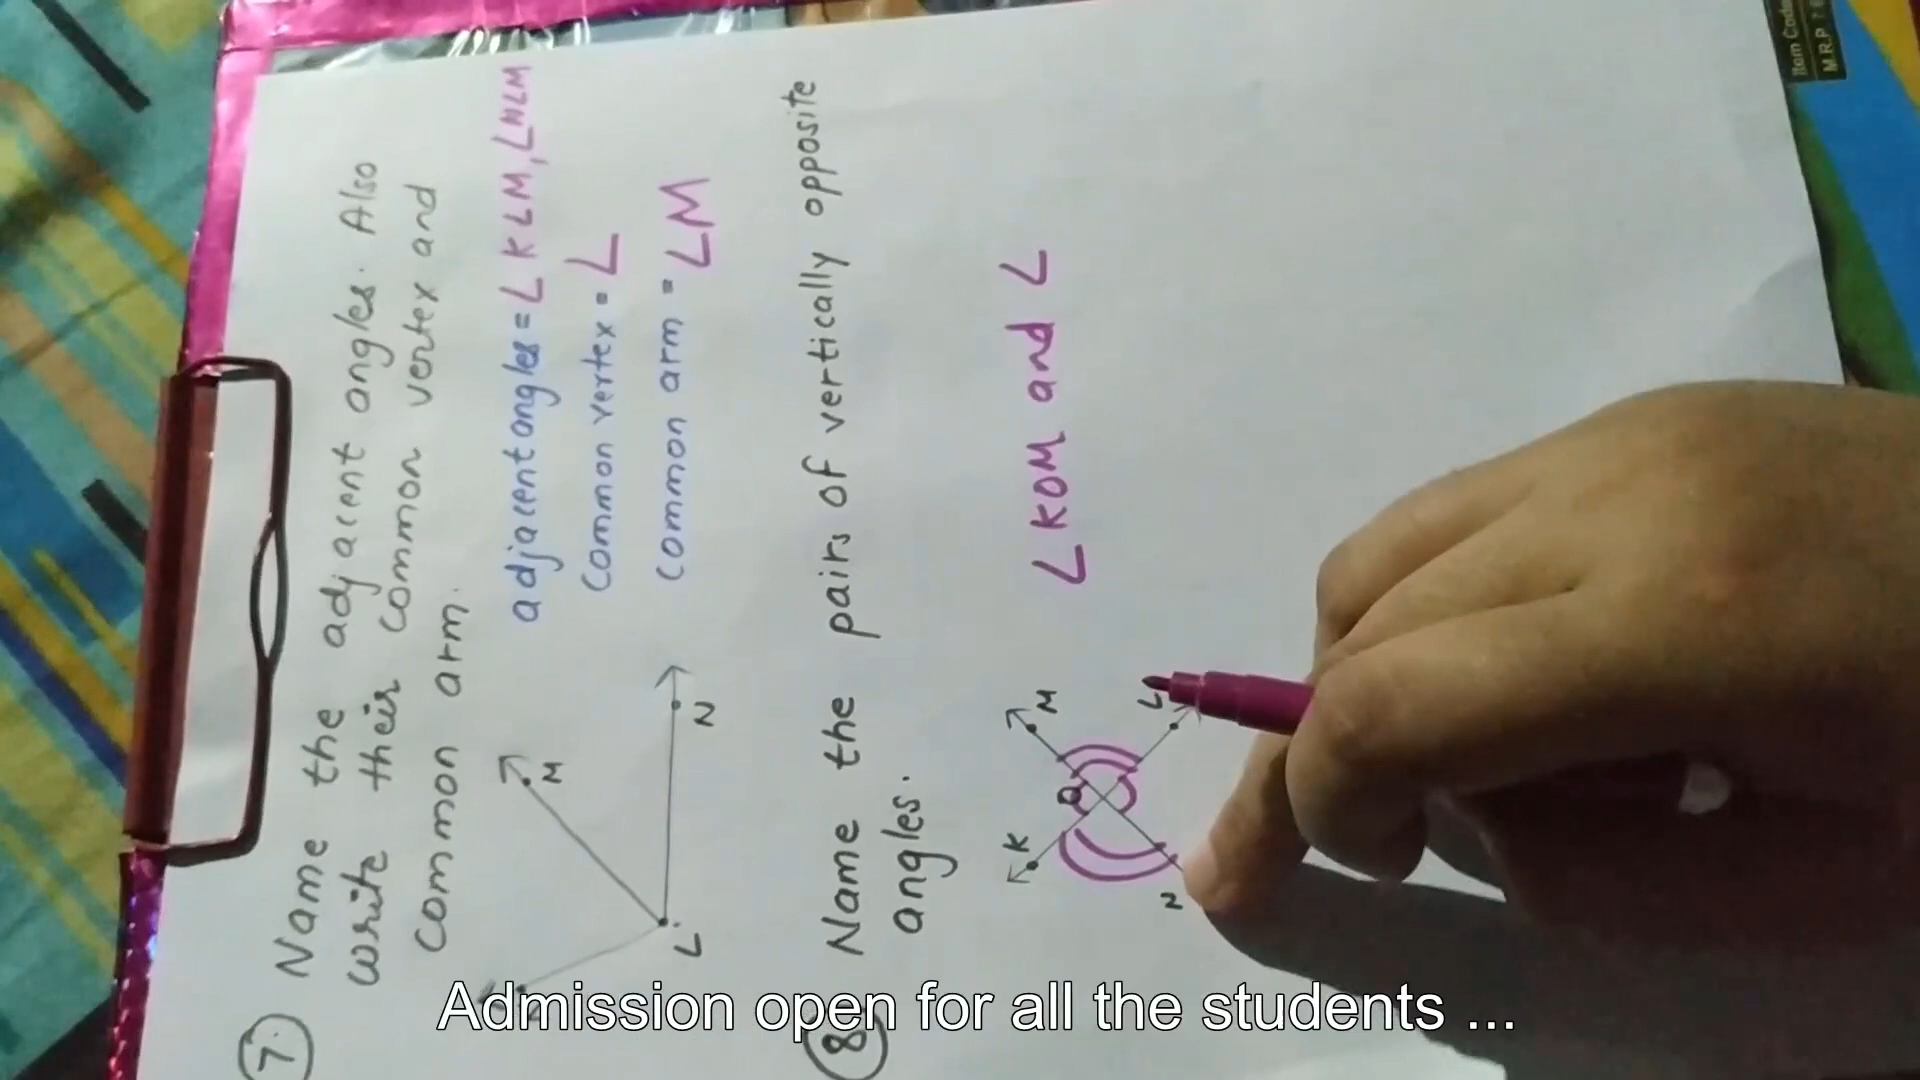 7. Name the adjacent angles. Also
write their common vertex and
common arm.
M
L
N
adjacent angles = ∠KLM, ∠NLM
Common vertex = L
Common arm = LM
8 Name the pairs of vertically opposite
angles.
K
M
O
N
L
∠KOM and ∠
Item Code
M.R.P
Admission open for all the students ...